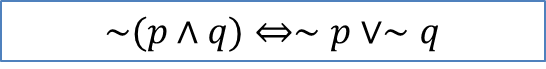 ~(p ∧ q) ⇔~ p ∨~ q